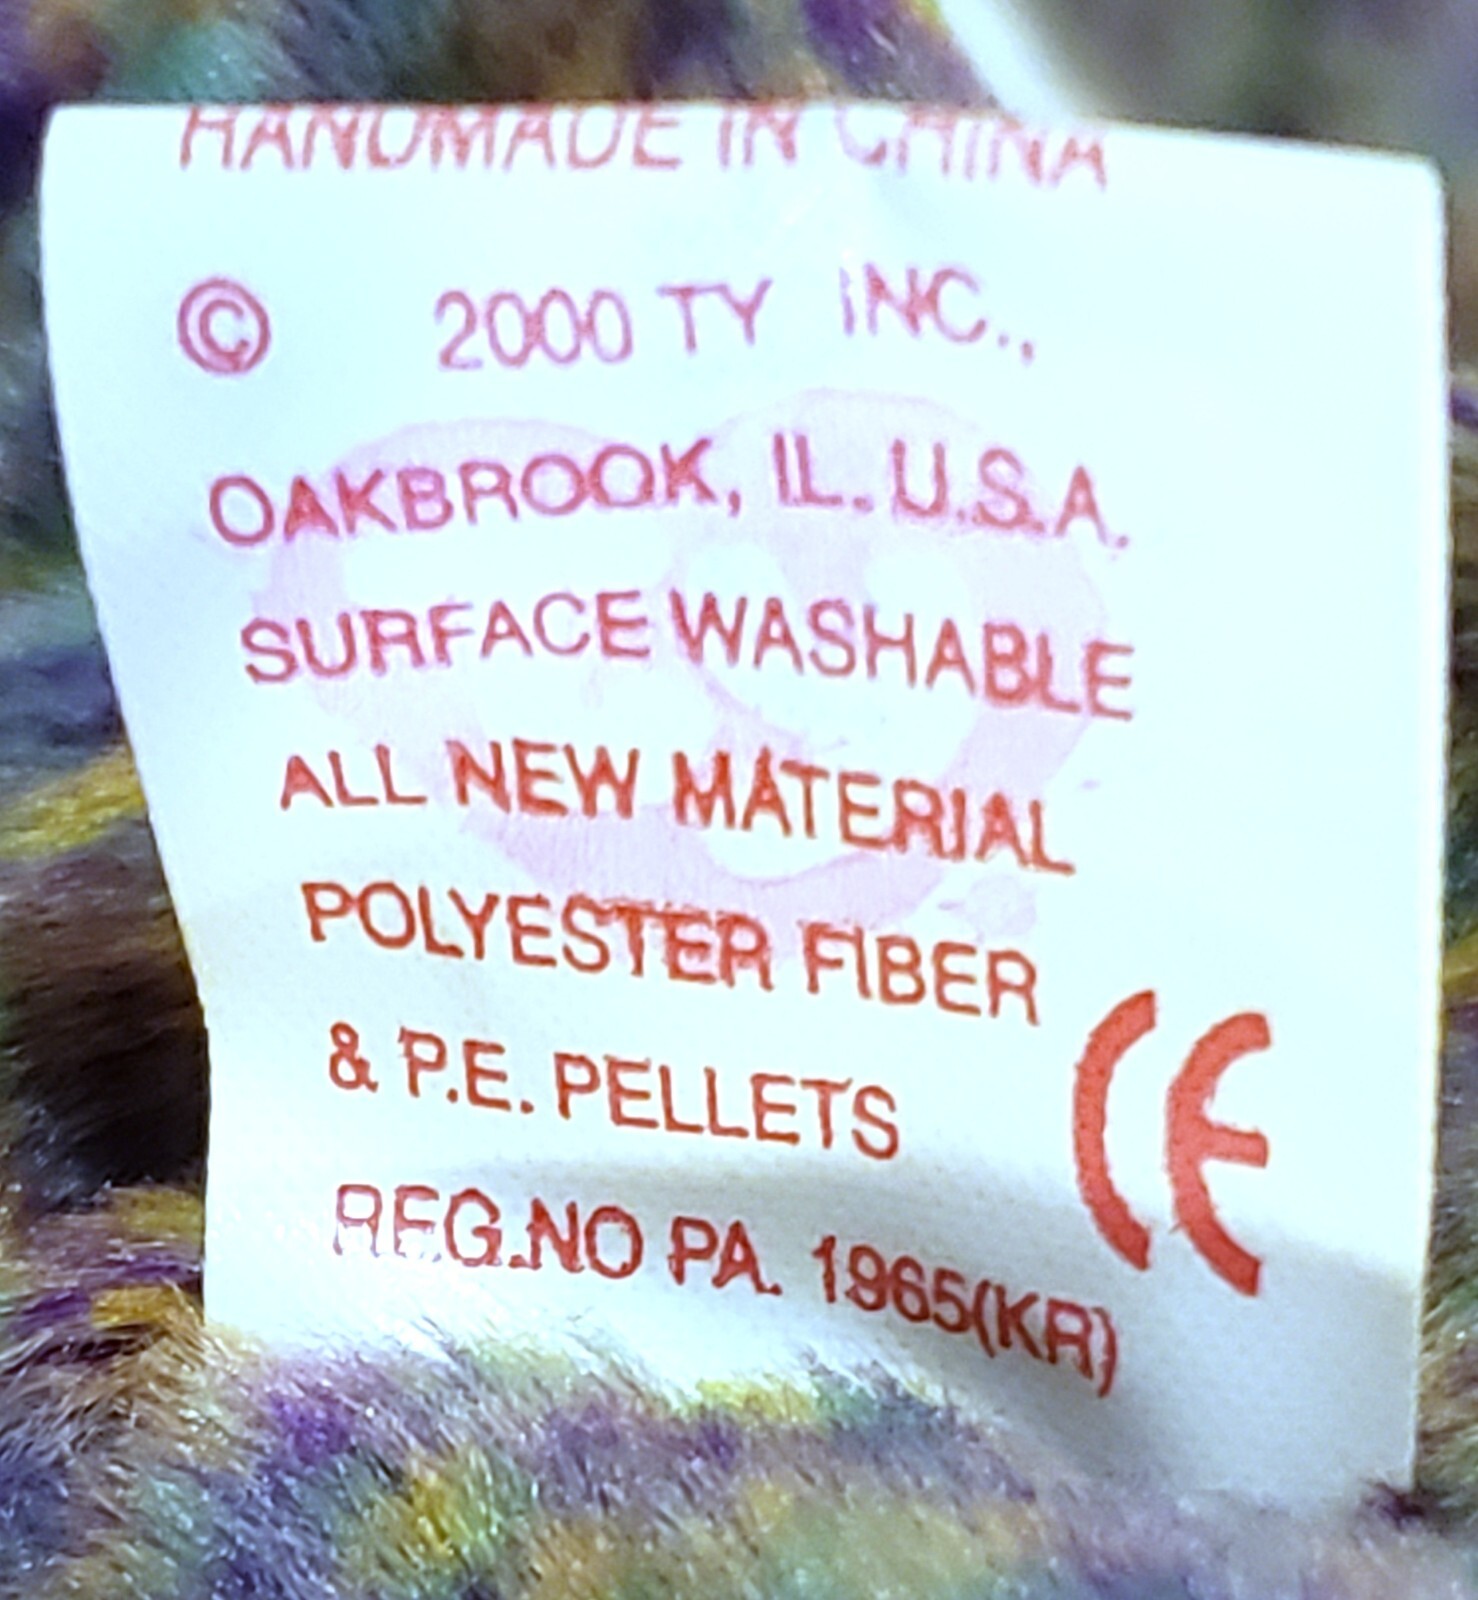 HANDMADE IN CHINA
© 2000 TY INC.,
OAKBROOK, IL. U.S.A.
SURFACE WASHABLE
ALL NEW MATERIAL
POLYESTER FIBER
& P.E. PELLETS
REG.NO PA. 1965(KR)
CE